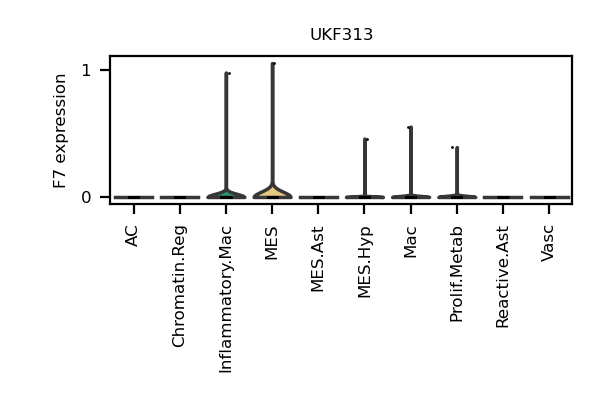 UKF313
F7 expression
1
0
AC
Chromatin.Reg
Inflammatory.Mac
MES
MES.Ast
MES.Hyp
Mac
Prolif.Metab
Reactive.Ast
Vasc